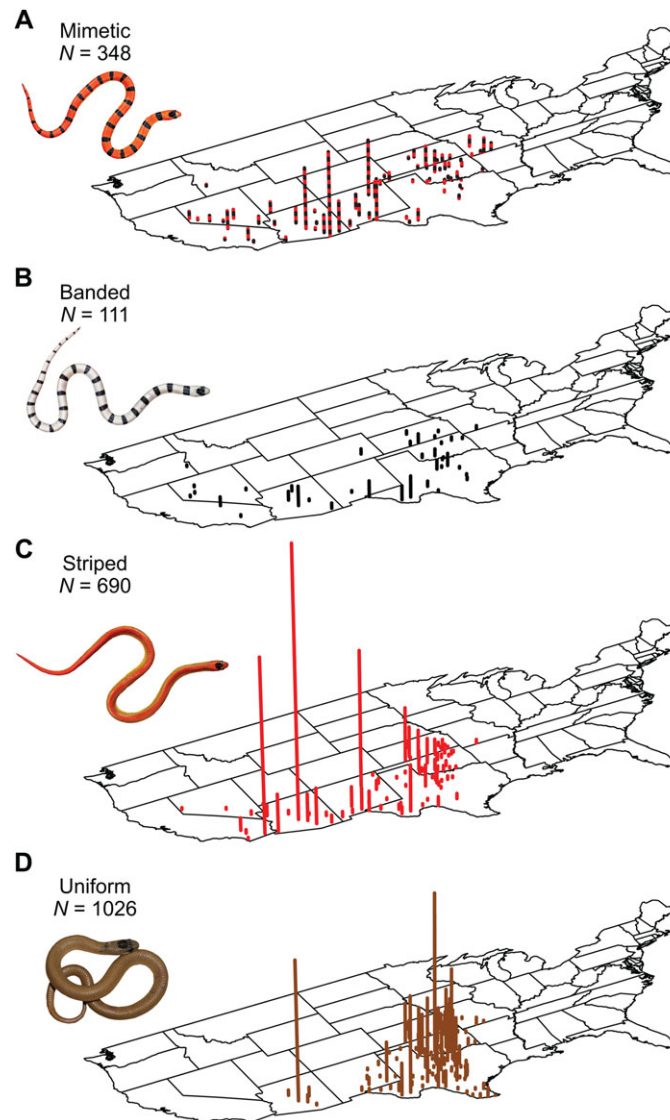 A
Mimetic
N = 348
B
Banded
N = 111
C
Striped
N = 690
D
Uniform
N = 1026